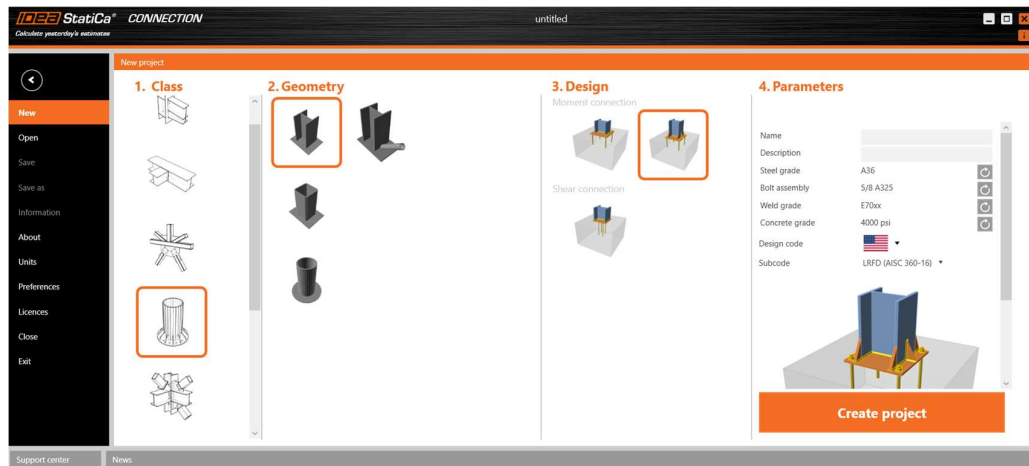 IDEA StatiCa® CONNECTION
untitled
Calculate yesterday's estimates
New project
New
Open
Save
Save as
Information
About
Units
Preferences
Licences
Close
Exit
1. Class
2. Geometry
3. Design
Moment connection
Shear connection
4. Parameters
Name
Description
Steel grade A36
Bolt assembly 5/8 A325
Weld grade E70xx
Concrete grade 4000 psi
Design code
Subcode LRFD (AISC 360-16)
Create project
Support center
News